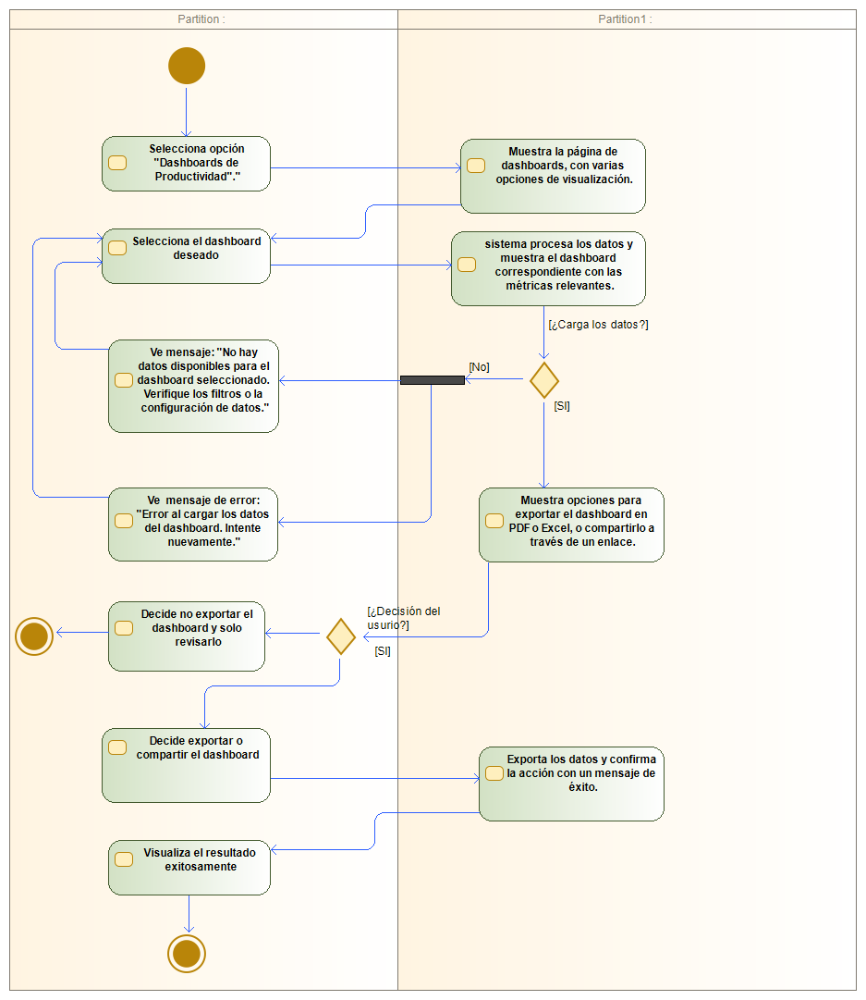 Partition :
Partition1 :
Selecciona opción
"Dashboards de
Productividad"."
Muestra la página de
dashboards, con varias
opciones de visualización.
Selecciona el dashboard
deseado
sistema procesa los datos y
muestra el dashboard
correspondiente con las
métricas relevantes.
[¿Carga los datos?]
Ve mensaje: "No hay
datos disponibles para el
dashboard seleccionado.
Verifique los filtros o la
configuración de datos."
[No]
[SI]
Ve  mensaje de error:
"Error al cargar los datos
del dashboard. Intente
nuevamente."
Muestra opciones para
exportar el dashboard en
PDF o Excel, o compartirlo a
través de un enlace.
Decide no exportar el
dashboard y solo
revisarlo
[¿Decisión del
usurio?]
[SI]
Decide exportar o
compartir el dashboard
Exporta los datos y confirma
la acción con un mensaje de
éxito.
Visualiza el resultado
exitosamente